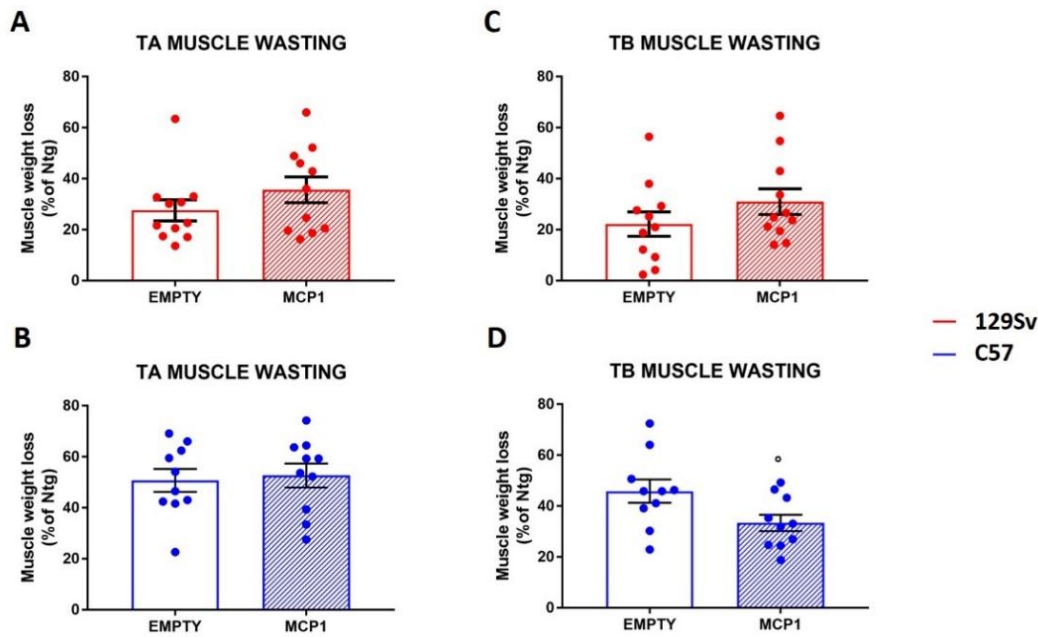 A
TA MUSCLE WASTING
Muscle weight loss
(%of Ntg)
80
60
40
20
0
EMPTY
MCP1
C
TB MUSCLE WASTING
Muscle weight loss
(%of Ntg)
80
60
40
20
0
EMPTY
MCP1
129Sv
C57
B
TA MUSCLE WASTING
Muscle weight loss
(%of Ntg)
80
60
40
20
0
EMPTY
MCP1
D
TB MUSCLE WASTING
Muscle weight loss
(%of Ntg)
80
60
40
20
0
°
EMPTY
MCP1